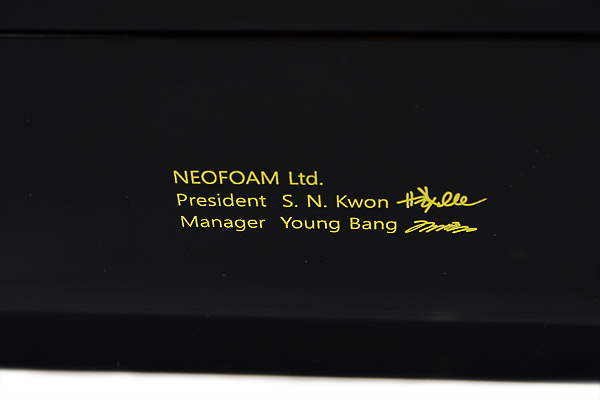 NEOFOAM Ltd.
President S. N. Kwon
Manager Young Bang